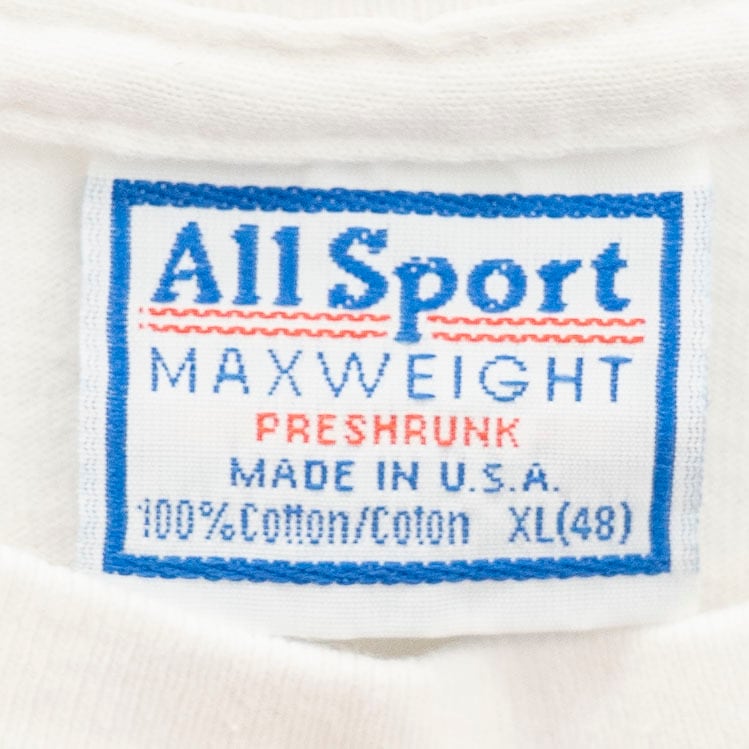 All Sport
MAXWEIGHT
PRESHRUNK
MADE IN U.S.A.
100% Cotton/Coton XL(48)